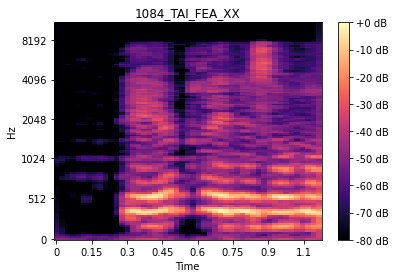 1084_TAI_FEA_XX
+0 dB
8192
-10 dB
4096
-20 dB
-30 dB
2048
-40 dB
Hz
1024
-50 dB
512
-60 dB
-70 dB
0
-80 dB
0 0.15 0.3 0.45 0.6 0.75 0.9 1.1
Time